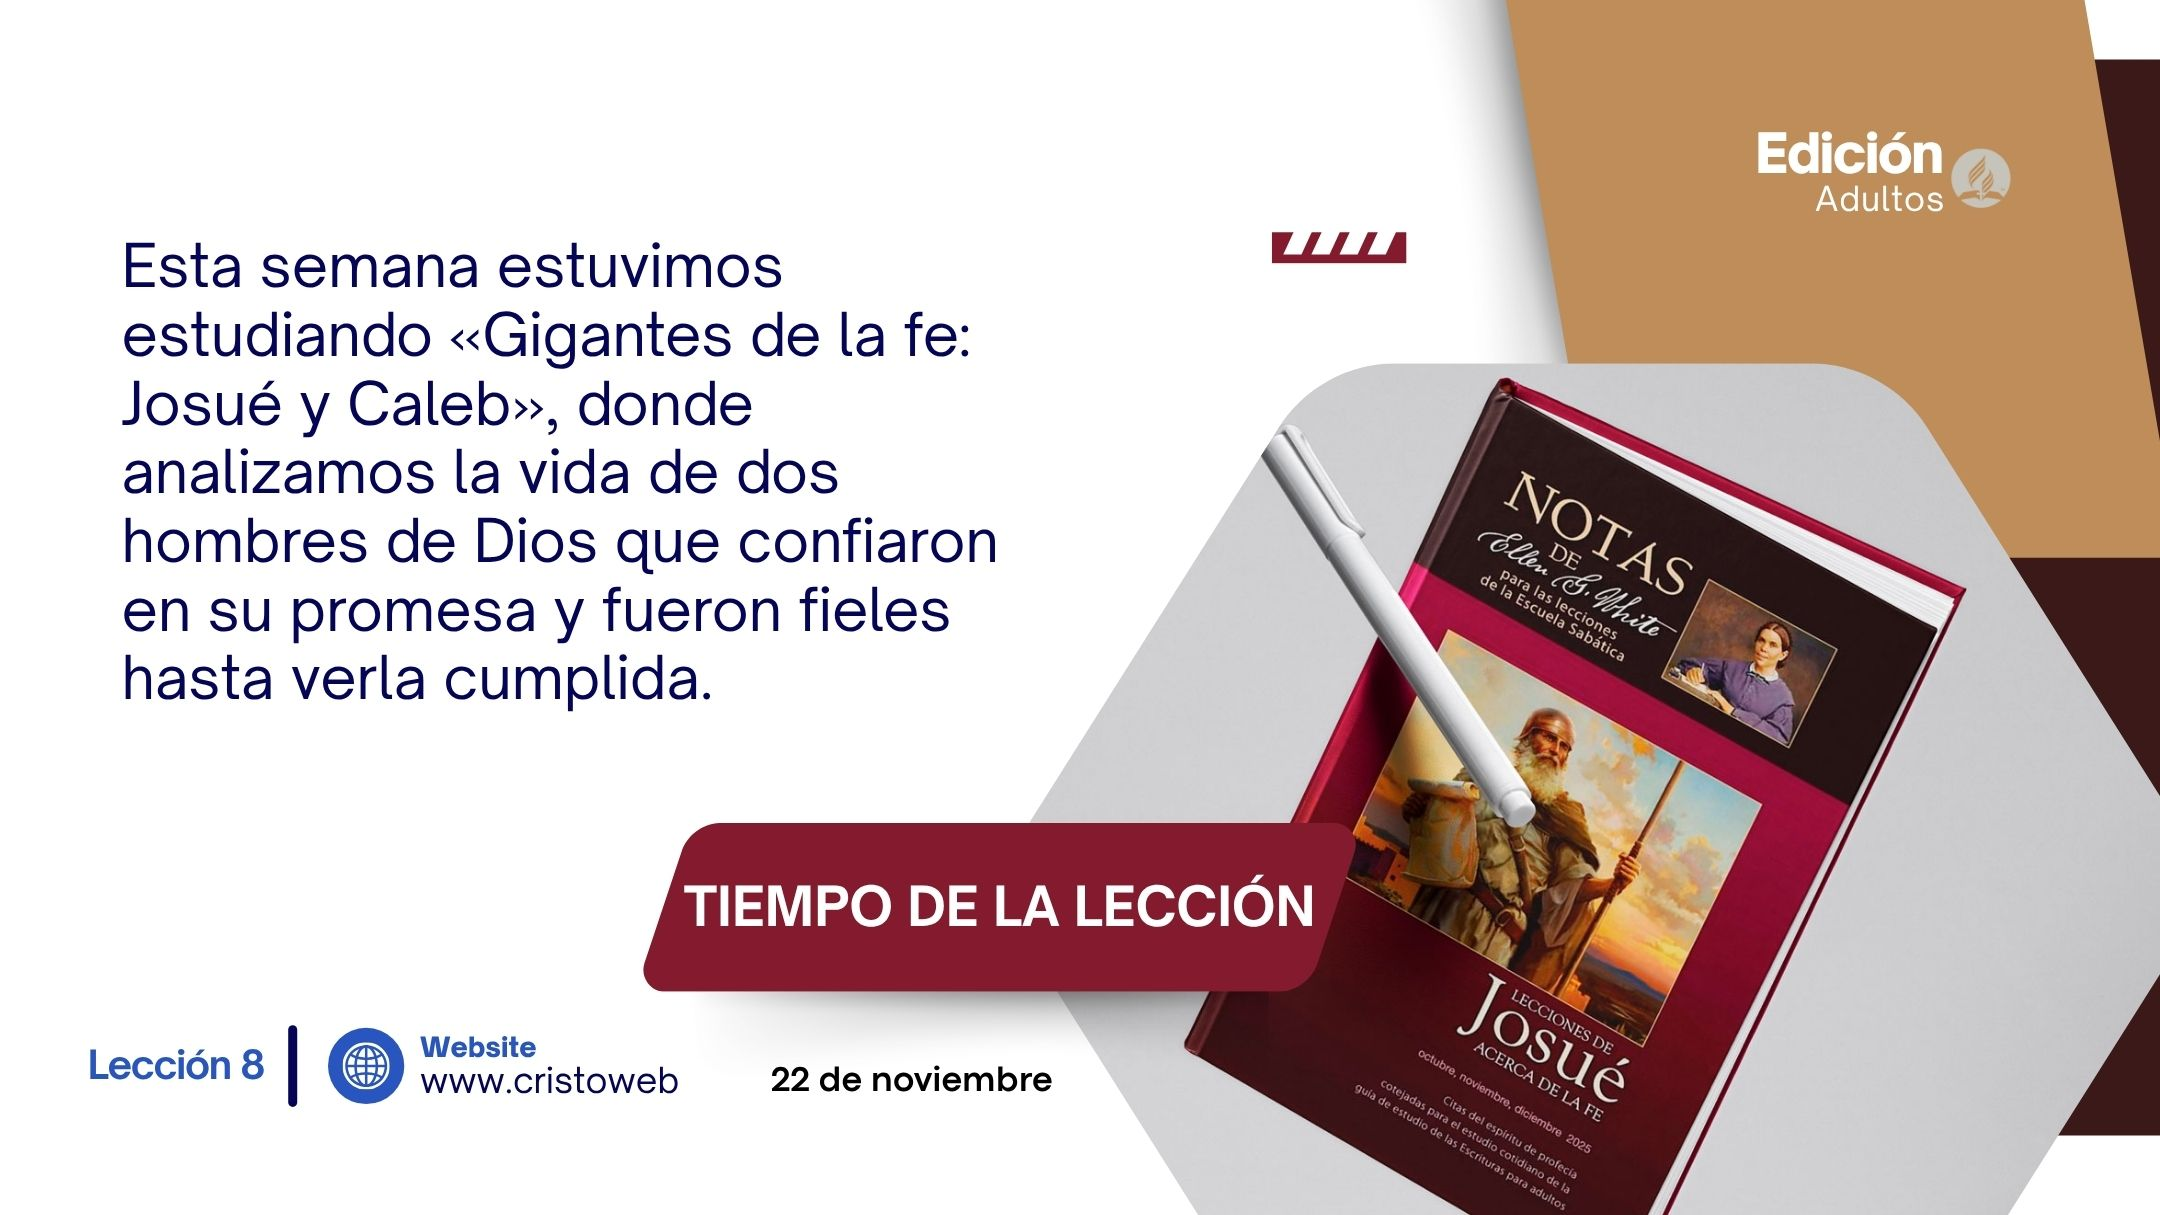 Edición
Adultos
Esta semana estuvimos
estudiando «Gigantes de la fe:
Josué y Caleb», donde
analizamos la vida de dos
hombres de Dios que confiaron
en su promesa y fueron fieles
hasta verla cumplida.
NOTAS
DE
Ellen G. White
para las lecciones
de la Escuela Sabática
TIEMPO DE LA LECCIÓN
LECCIONES DE
Josué
ACERCA DE LA FE
octubre, noviembre, diciembre 2025
Citas del espíritu de profecía
cotejadas para el estudio cotidiano de la
guía de estudio de las Escrituras para adultos
Lección 8
Website
www.cristoweb
22 de noviembre